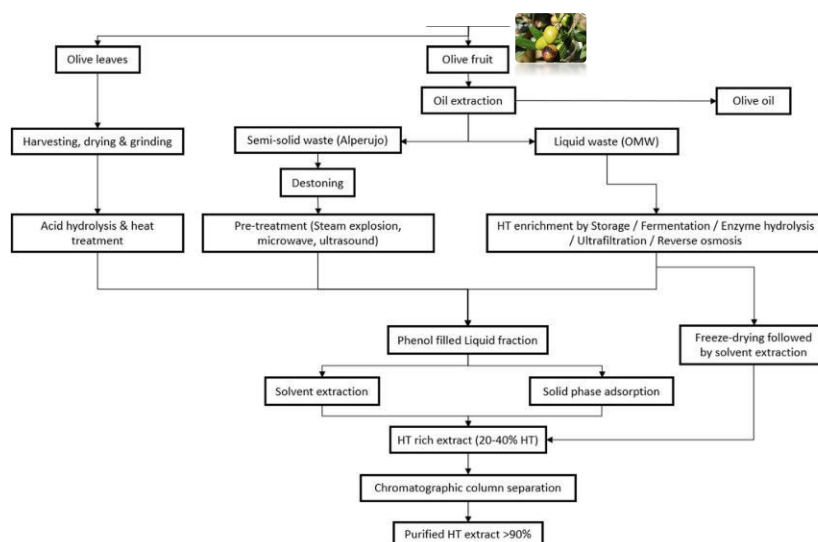 Olive leaves
Olive fruit
Oil extraction
Olive oil
Harvesting, drying & grinding
Semi-solid waste (Alperujo)
Liquid waste (OMW)
Destoning
Acid hydrolysis & heat
treatment
Pre-treatment (Steam explosion,
microwave, ultrasound)
HT enrichment by Storage / Fermentation / Enzyme hydrolysis
/ Ultrafiltration / Reverse osmosis
Phenol filled Liquid fraction
Freeze-drying followed
by solvent extraction
Solvent extraction
Solid phase adsorption
HT rich extract (20-40% HT)
Chromatographic column separation
Purified HT extract >90%